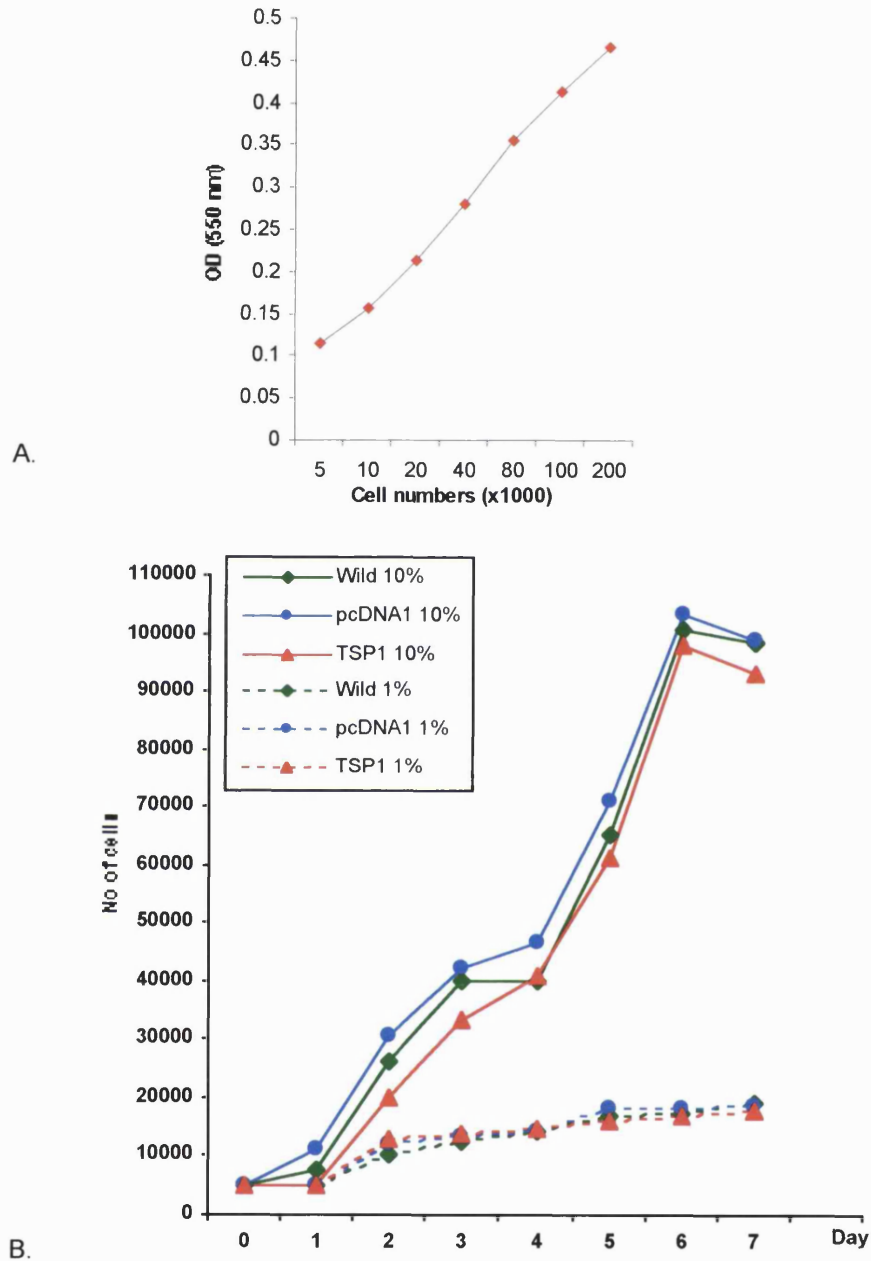 0.5
0.45
0.4
0.35
0.3
0.25
0.2
0.15
0.1
0.05
0
OD (550 nm)
5 10 20 40 80 100 200
Cell numbers (x1000)
A.
Wild 10%
pcDNA1 10%
TSP1 10%
Wild 1%
pcDNA1 1%
TSP1 1%
110000
100000
90000
80000
70000
60000
50000
40000
30000
20000
10000
0
No of cells
0 1 2 3 4 5 6 7 Day
B.